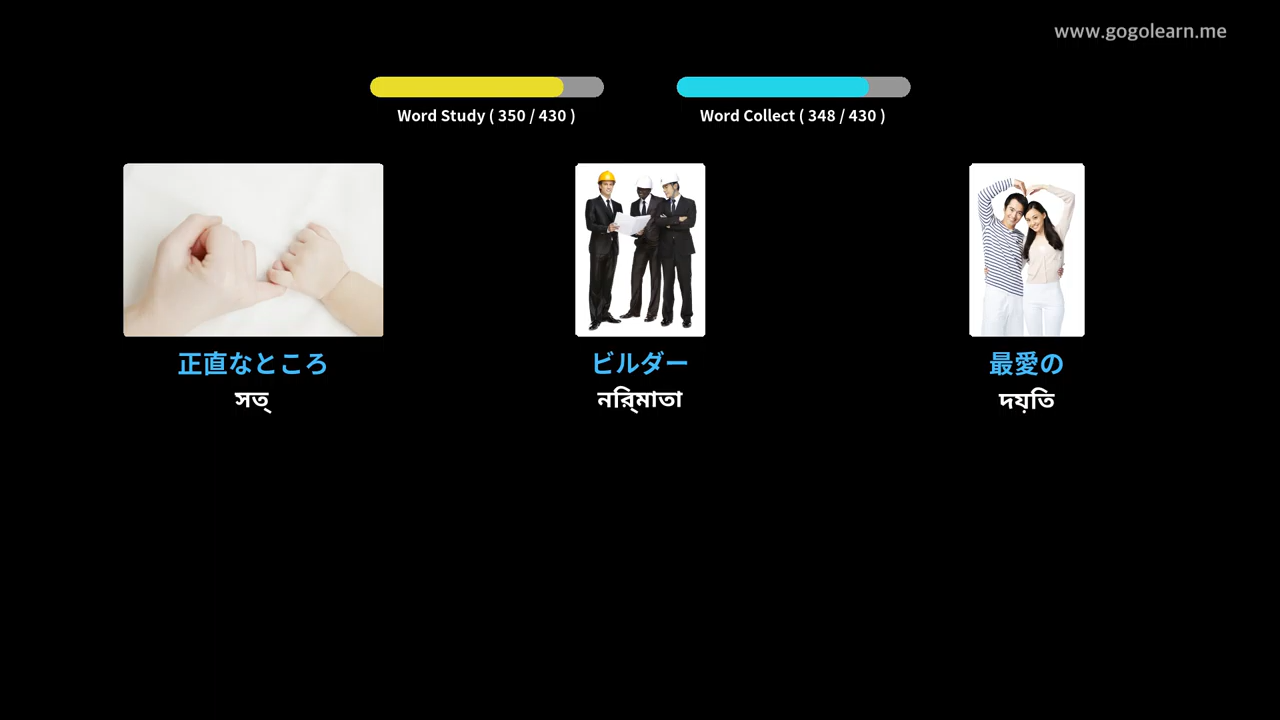 www.gogolearn.me
Word Study ( 350 / 430 )
Word Collect ( 348 / 430 )
正直なところ
ビルダー
最愛の
সত্
নির্মাতা
দয়িত